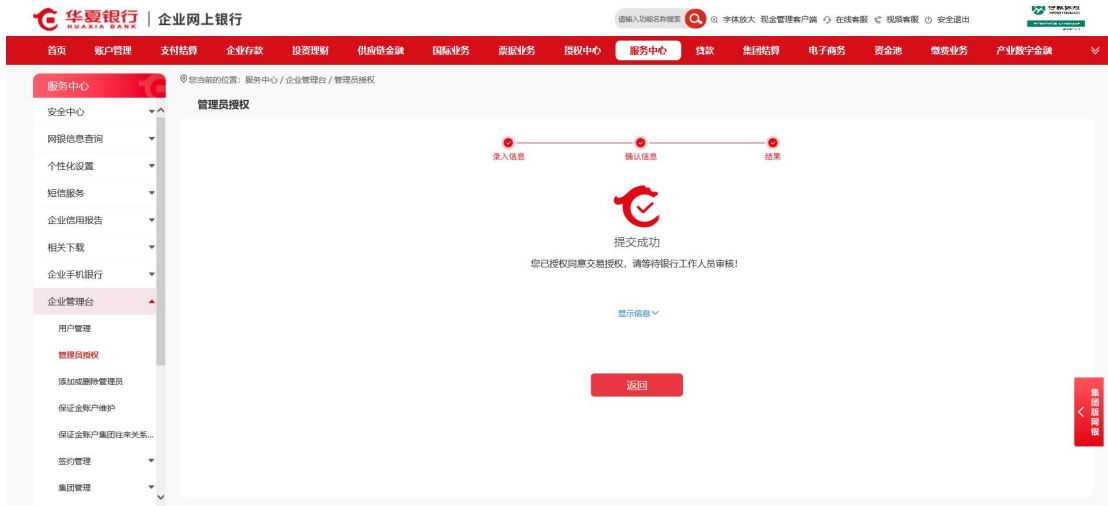 华夏银行 企业网上银行
HUAXIA BANK
请输入功能名称搜索 字体放大 现金管理客户端 在线客服 视频客服 安全退出
存款保险
首页 账户管理 支付结算 企业存款 投资理财 供应链金融 国际业务 票据业务 授权中心 服务中心 贷款 集团结算 电子商务 资金池 缴费业务 产业数字金融
服务中心
安全中心
网银信息查询
个性化设置
短信服务
企业信用报告
相关下载
企业手机银行
企业管理台
用户管理
管理员授权
添加或删除管理员
保证金账户维护
保证金账户集团往来关系...
签约管理
集团管理
您当前的位置：服务中心 / 企业管理台 / 管理员授权
管理员授权
录入信息 确认信息 结果
提交成功
您已授权同意交易授权，请等待银行工作人员审核！
显示信息
返回
集团版网银